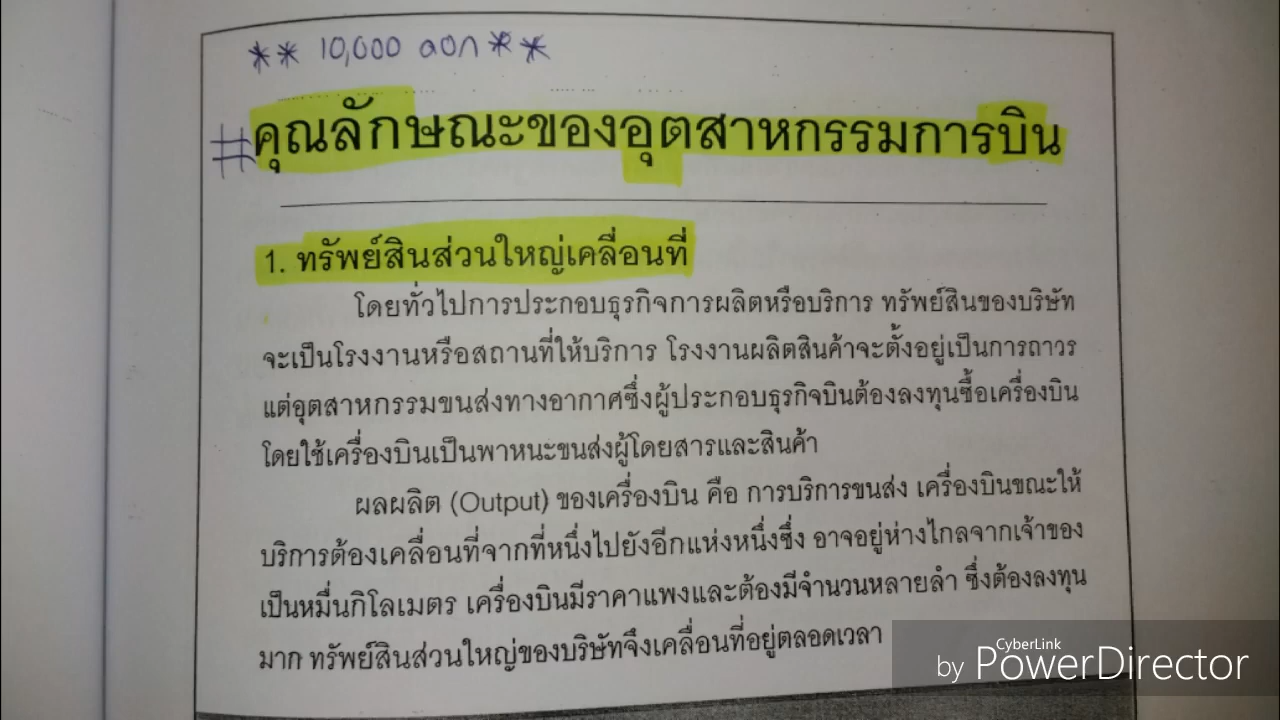 ** 10,000 ออก **
#คุณลักษณะของอุตสาหกรรมการบิน
1. ทรัพย์สินส่วนใหญ่เคลื่อนที่
โดยทั่วไปการประกอบธุรกิจการผลิตหรือบริการ ทรัพย์สินของบริษัท
จะเป็นโรงงานหรือสถานที่ให้บริการ โรงงานผลิตสินค้าจะตั้งอยู่เป็นการถาวร
แต่อุตสาหกรรมขนส่งทางอากาศซึ่งผู้ประกอบธุรกิจบินต้องลงทุนซื้อเครื่องบิน
โดยใช้เครื่องบินเป็นพาหนะขนส่งผู้โดยสารและสินค้า
ผลผลิต (Output) ของเครื่องบิน คือ การบริการขนส่ง เครื่องบินขณะให้
บริการต้องเคลื่อนที่จากที่หนึ่งไปยังอีกแห่งหนึ่งซึ่ง อาจอยู่ห่างไกลจากเจ้าของ
เป็นหมื่นกิโลเมตร เครื่องบินมีราคาแพงและต้องมีจำนวนหลายลำ ซึ่งต้องลงทุน
มาก ทรัพย์สินส่วนใหญ่ของบริษัทจึงเคลื่อนที่อยู่ตลอดเวลา
CyberLink
by PowerDirector